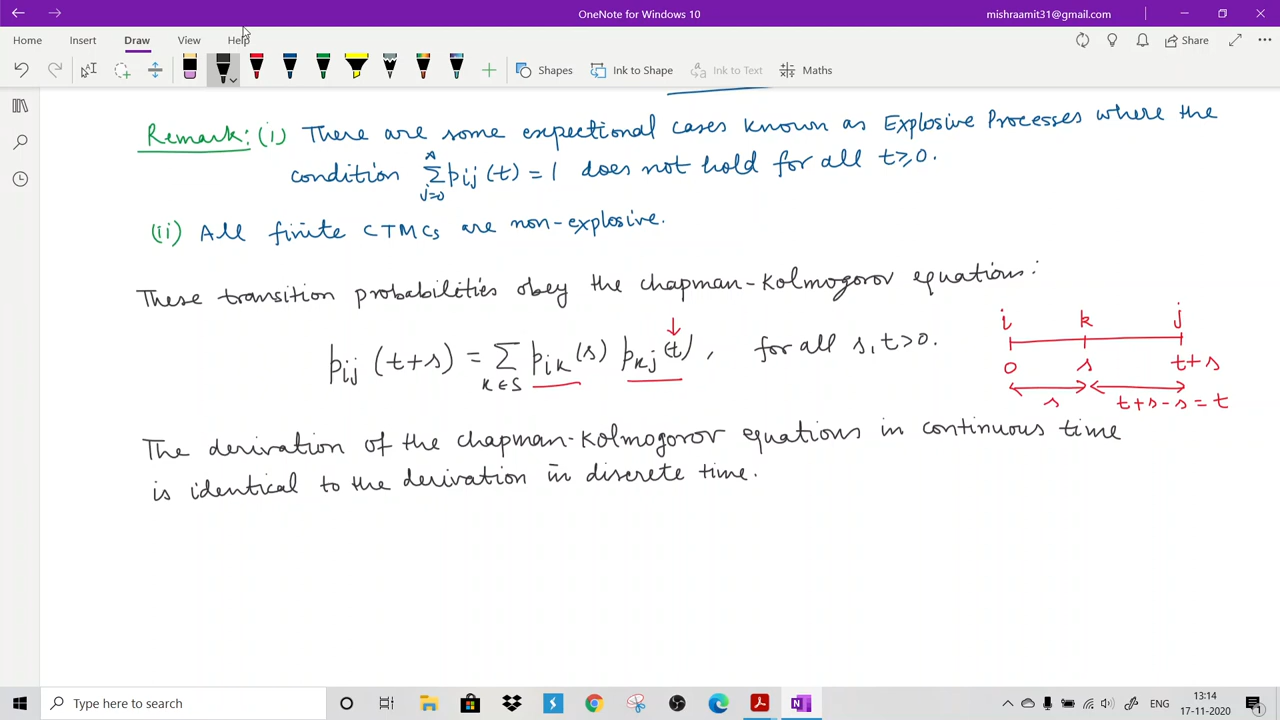 OneNote for Windows 10
mishraamit31@gmail.com
Home Insert Draw View Help
Share
Shapes Ink to Shape Ink to Text Maths
Remark: (i) There are some expectional cases known as Explosive Processes where the
condition ∑ pij (t) = 1 does not hold for all t≥0.
j=0
(ii) All finite CTMCs are non-explosive.
These transition probabilities obey the chapman-Kolmogorov equations:
pij (t+s) = ∑ pik (s) pkj (t), for all s, t>0.
k ∈ S
i k j
0 s t+s
s t+s-s = t
The derivation of the chapman-Kolmogorov equations in continuous time
is identical to the derivation in discrete time.
Type here to search
ENG
13:14
17-11-2020
1